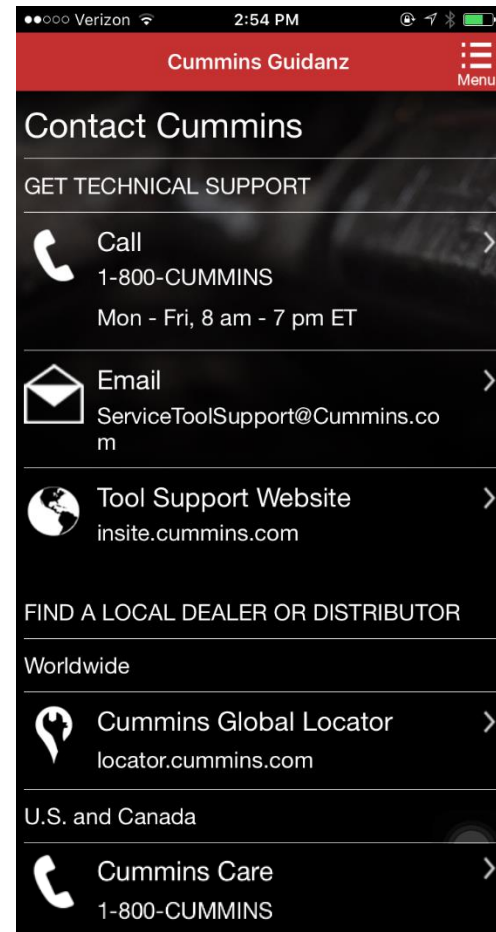 Verizon 2:54 PM
Cummins Guidanz
Menu
Contact Cummins
GET TECHNICAL SUPPORT
Call
1-800-CUMMINS
Mon - Fri, 8 am - 7 pm ET
Email
ServiceToolSupport@Cummins.co
m
Tool Support Website
insite.cummins.com
FIND A LOCAL DEALER OR DISTRIBUTOR
Worldwide
Cummins Global Locator
locator.cummins.com
U.S. and Canada
Cummins Care
1-800-CUMMINS